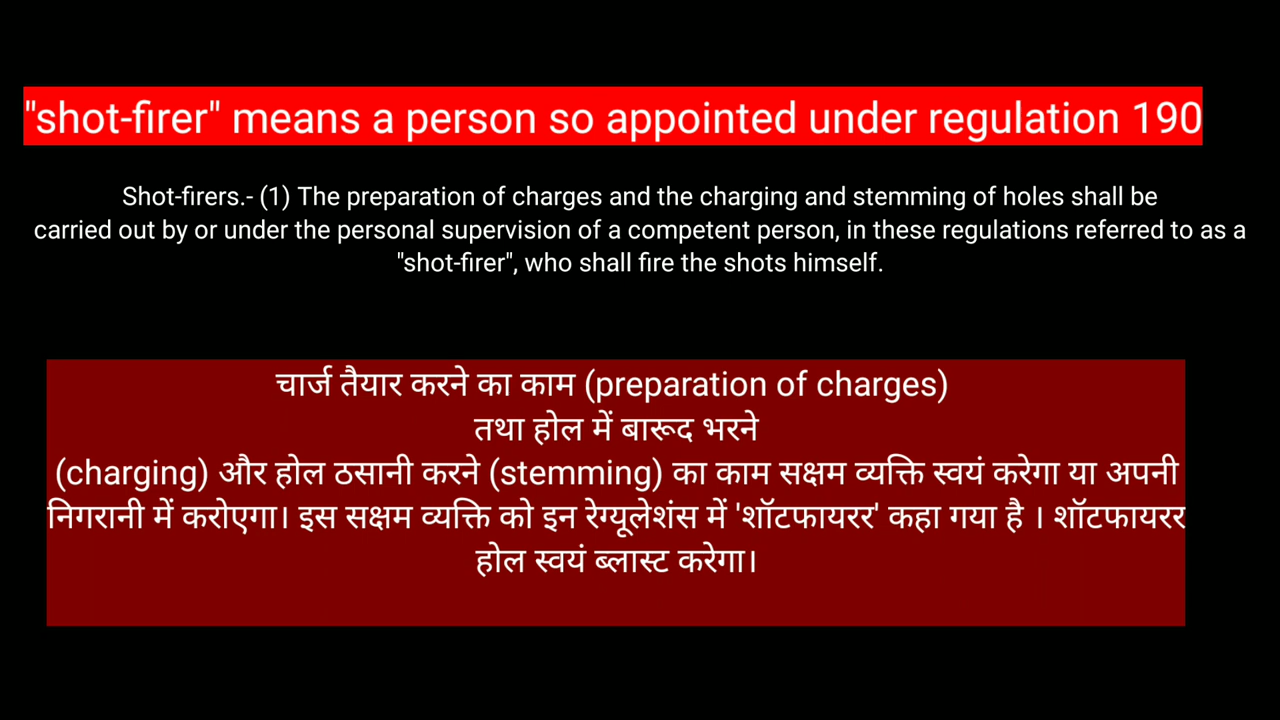 "shot-firer" means a person so appointed under regulation 190
Shot-firers.- (1) The preparation of charges and the charging and stemming of holes shall be
carried out by or under the personal supervision of a competent person, in these regulations referred to as a
"shot-firer", who shall fire the shots himself.
चार्ज तैयार करने का काम (preparation of charges)
तथा होल में बारूद भरने
(charging) और होल ठसानी करने (stemming) का काम सक्षम व्यक्ति स्वयं करेगा या अपनी
निगरानी में करोएगा। इस सक्षम व्यक्ति को इन रेग्यूलेशंस में 'शॉटफायरर' कहा गया है । शॉटफायरर
होल स्वयं ब्लास्ट करेगा।